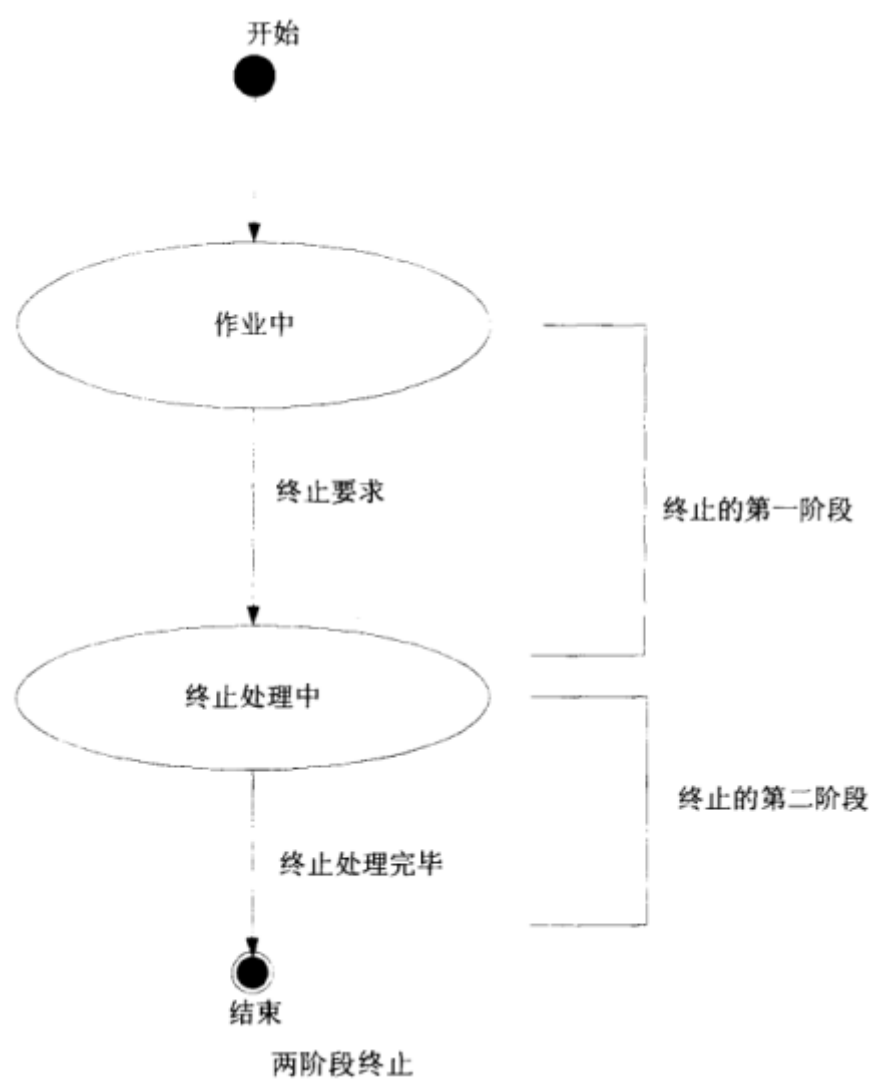 开始
作业中
终止要求
终止的第一阶段
终止处理中
终止的第二阶段
终止处理完毕
结束
两阶段终止